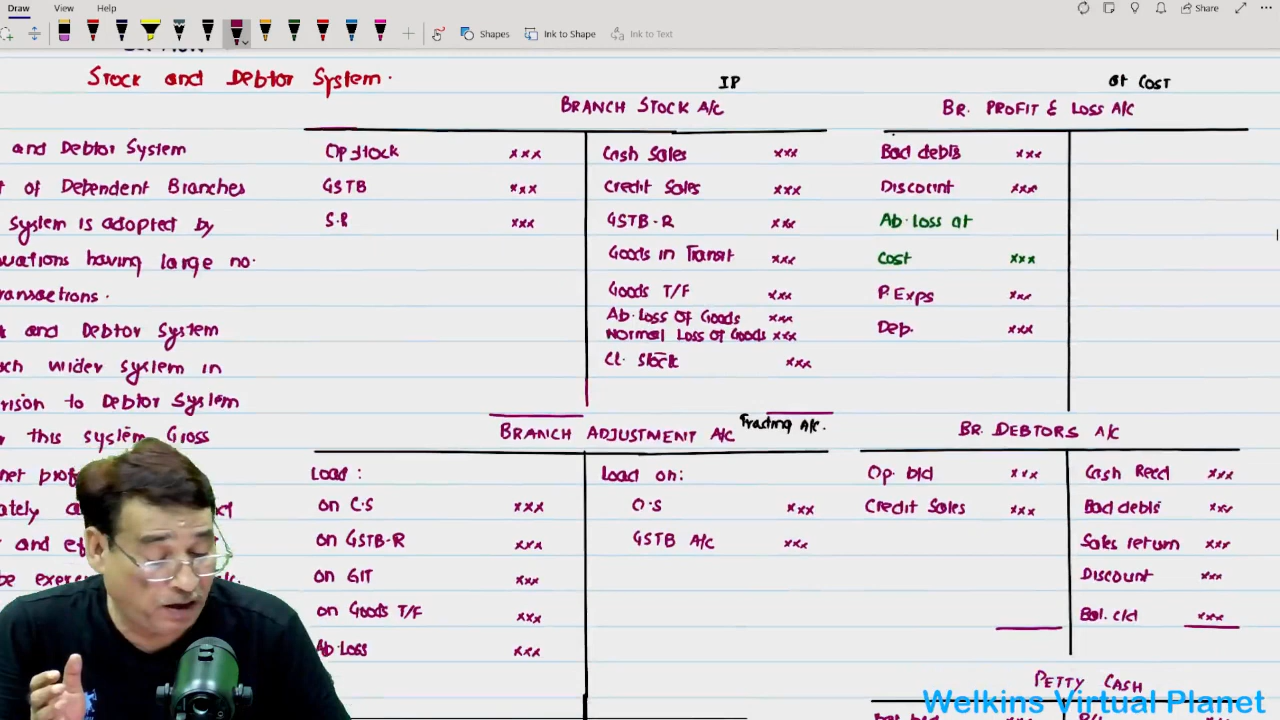 Draw View Help
Share
Shapes Ink to Shape Ink to Text
Stock and Debtor System.
and Debtor System
of Dependent Branches
System is adopted by
having large no.
and Debtor System
wider system in
to Debtor System
this system Gross
IP
BRANCH STOCK A/C
Op stock xxx
GSTB xxx
S.R xxx
Cash Sales xxx
Credit Sales xxx
GSTB-R xxx
Goods in Transit xxx
Goods T/F xxx
Ab. Loss of Goods xxx
Normal Loss of Goods xxx
Cl. Stock xxx
at COST
BR. PROFIT & LOSS A/C
Bad debts xxx
Discount xxx
Ab. loss at
Cost xxx
P. Exps xxx
Dep. xxx
BRANCH ADJUSTMENT A/C
Trading A/c.
Load :
on C.S xxx
on GSTB-R xxx
on GIT xxx
on Goods T/F xxx
Ab. Loss xxx
Load on:
O.S xxx
GSTB A/C xxx
BR. DEBTORS A/C
Op. bld xxx
Credit Sales xxx
Cash Recd xxx
Bad debts xxx
Sales return xxx
Discount xxx
Bal. c/d xxx
PETTY CASH
Welkins Virtual Planet